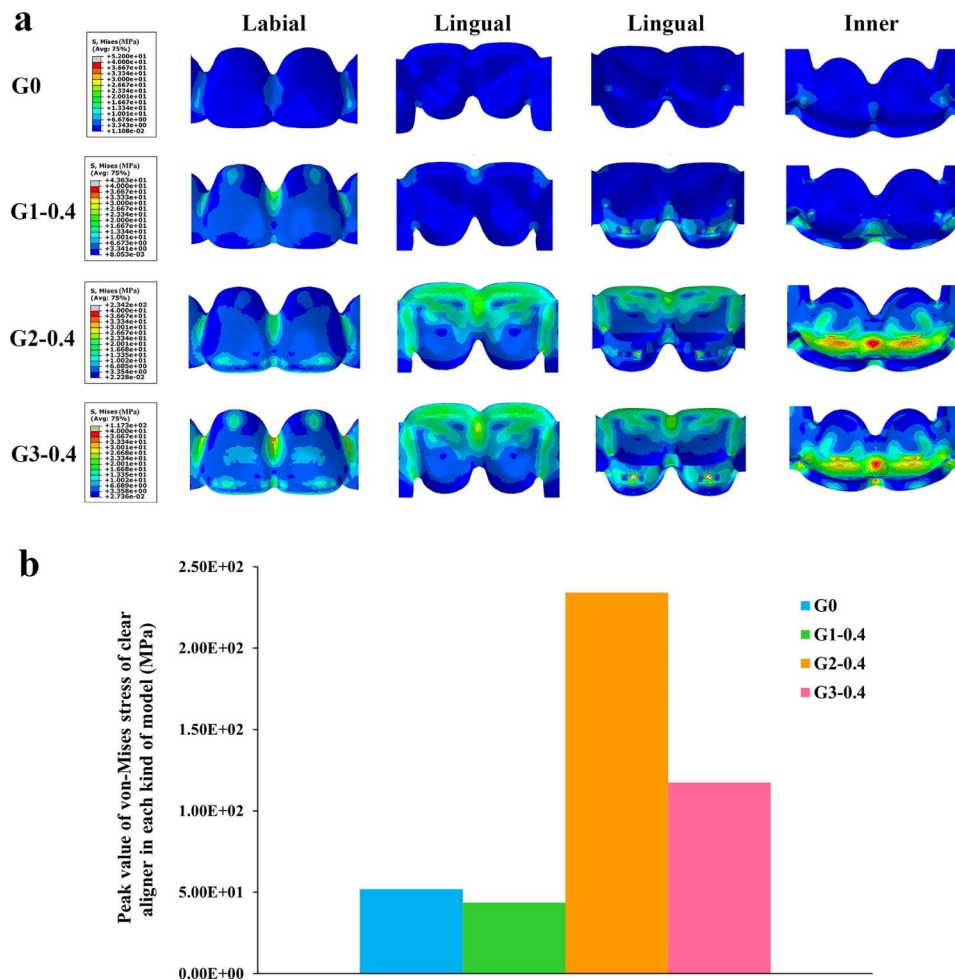 a
Labial
Lingual
Lingual
Inner
G0
S, Mises (MPa)
(Avg: 75%)
+5.200e+01
+4.000e+01
+3.667e+01
+3.334e+01
+3.000e+01
+2.667e+01
+2.334e+01
+2.001e+01
+1.667e+01
+1.334e+01
+1.001e+01
+6.676e+00
+3.343e+00
+1.108e-02
G1-0.4
S, Mises (MPa)
(Avg: 75%)
+4.363e+01
+4.000e+01
+3.667e+01
+3.333e+01
+3.000e+01
+2.667e+01
+2.334e+01
+2.000e+01
+1.667e+01
+1.334e+01
+1.001e+01
+6.673e+00
+3.341e+00
+8.053e-03
G2-0.4
S, Mises (MPa)
(Avg: 75%)
+2.342e+02
+4.000e+01
+3.667e+01
+3.334e+01
+3.001e+01
+2.667e+01
+2.334e+01
+2.001e+01
+1.668e+01
+1.335e+01
+1.002e+01
+6.685e+00
+3.354e+00
+2.228e-02
G3-0.4
S, Mises (MPa)
(Avg: 75%)
+1.173e+02
+4.000e+01
+3.667e+01
+3.334e+01
+3.001e+01
+2.668e+01
+2.334e+01
+2.001e+01
+1.668e+01
+1.335e+01
+1.002e+01
+6.689e+00
+3.358e+00
+2.736e-02
b
Peak value of von-Mises stress of clear
aligner in each kind of model (MPa)
2.50E+02
2.00E+02
1.50E+02
1.00E+02
5.00E+01
0.00E+00
G0
G1-0.4
G2-0.4
G3-0.4